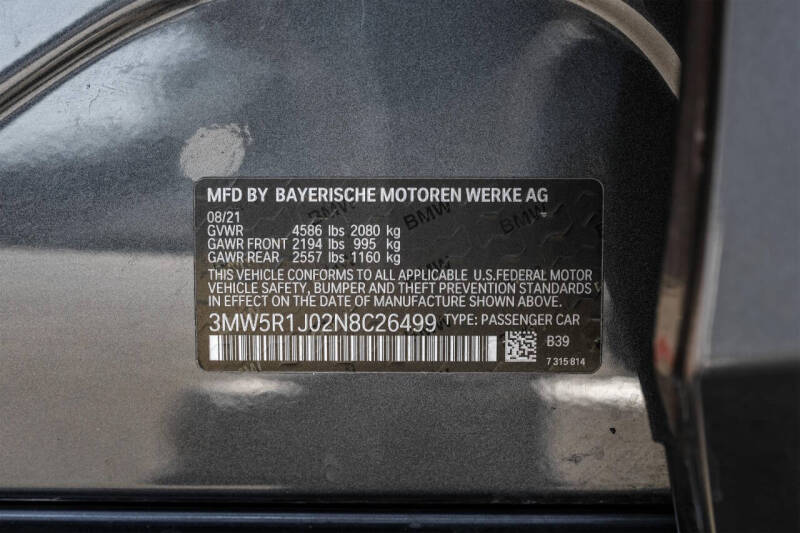 MFD BY BAYERISCHE MOTOREN WERKE AG
08/21
GVWR 4586 lbs 2080 kg
GAWR FRONT 2194 lbs 995 kg
GAWR REAR 2557 lbs 1160 kg
THIS VEHICLE CONFORMS TO ALL APPLICABLE U.S.FEDERAL MOTOR
VEHICLE SAFETY, BUMPER AND THEFT PREVENTION STANDARDS
IN EFFECT ON THE DATE OF MANUFACTURE SHOWN ABOVE.
3MW5R1J02N8C26499 TYPE: PASSENGER CAR
B39
7 315 814
BMW BMW BMW